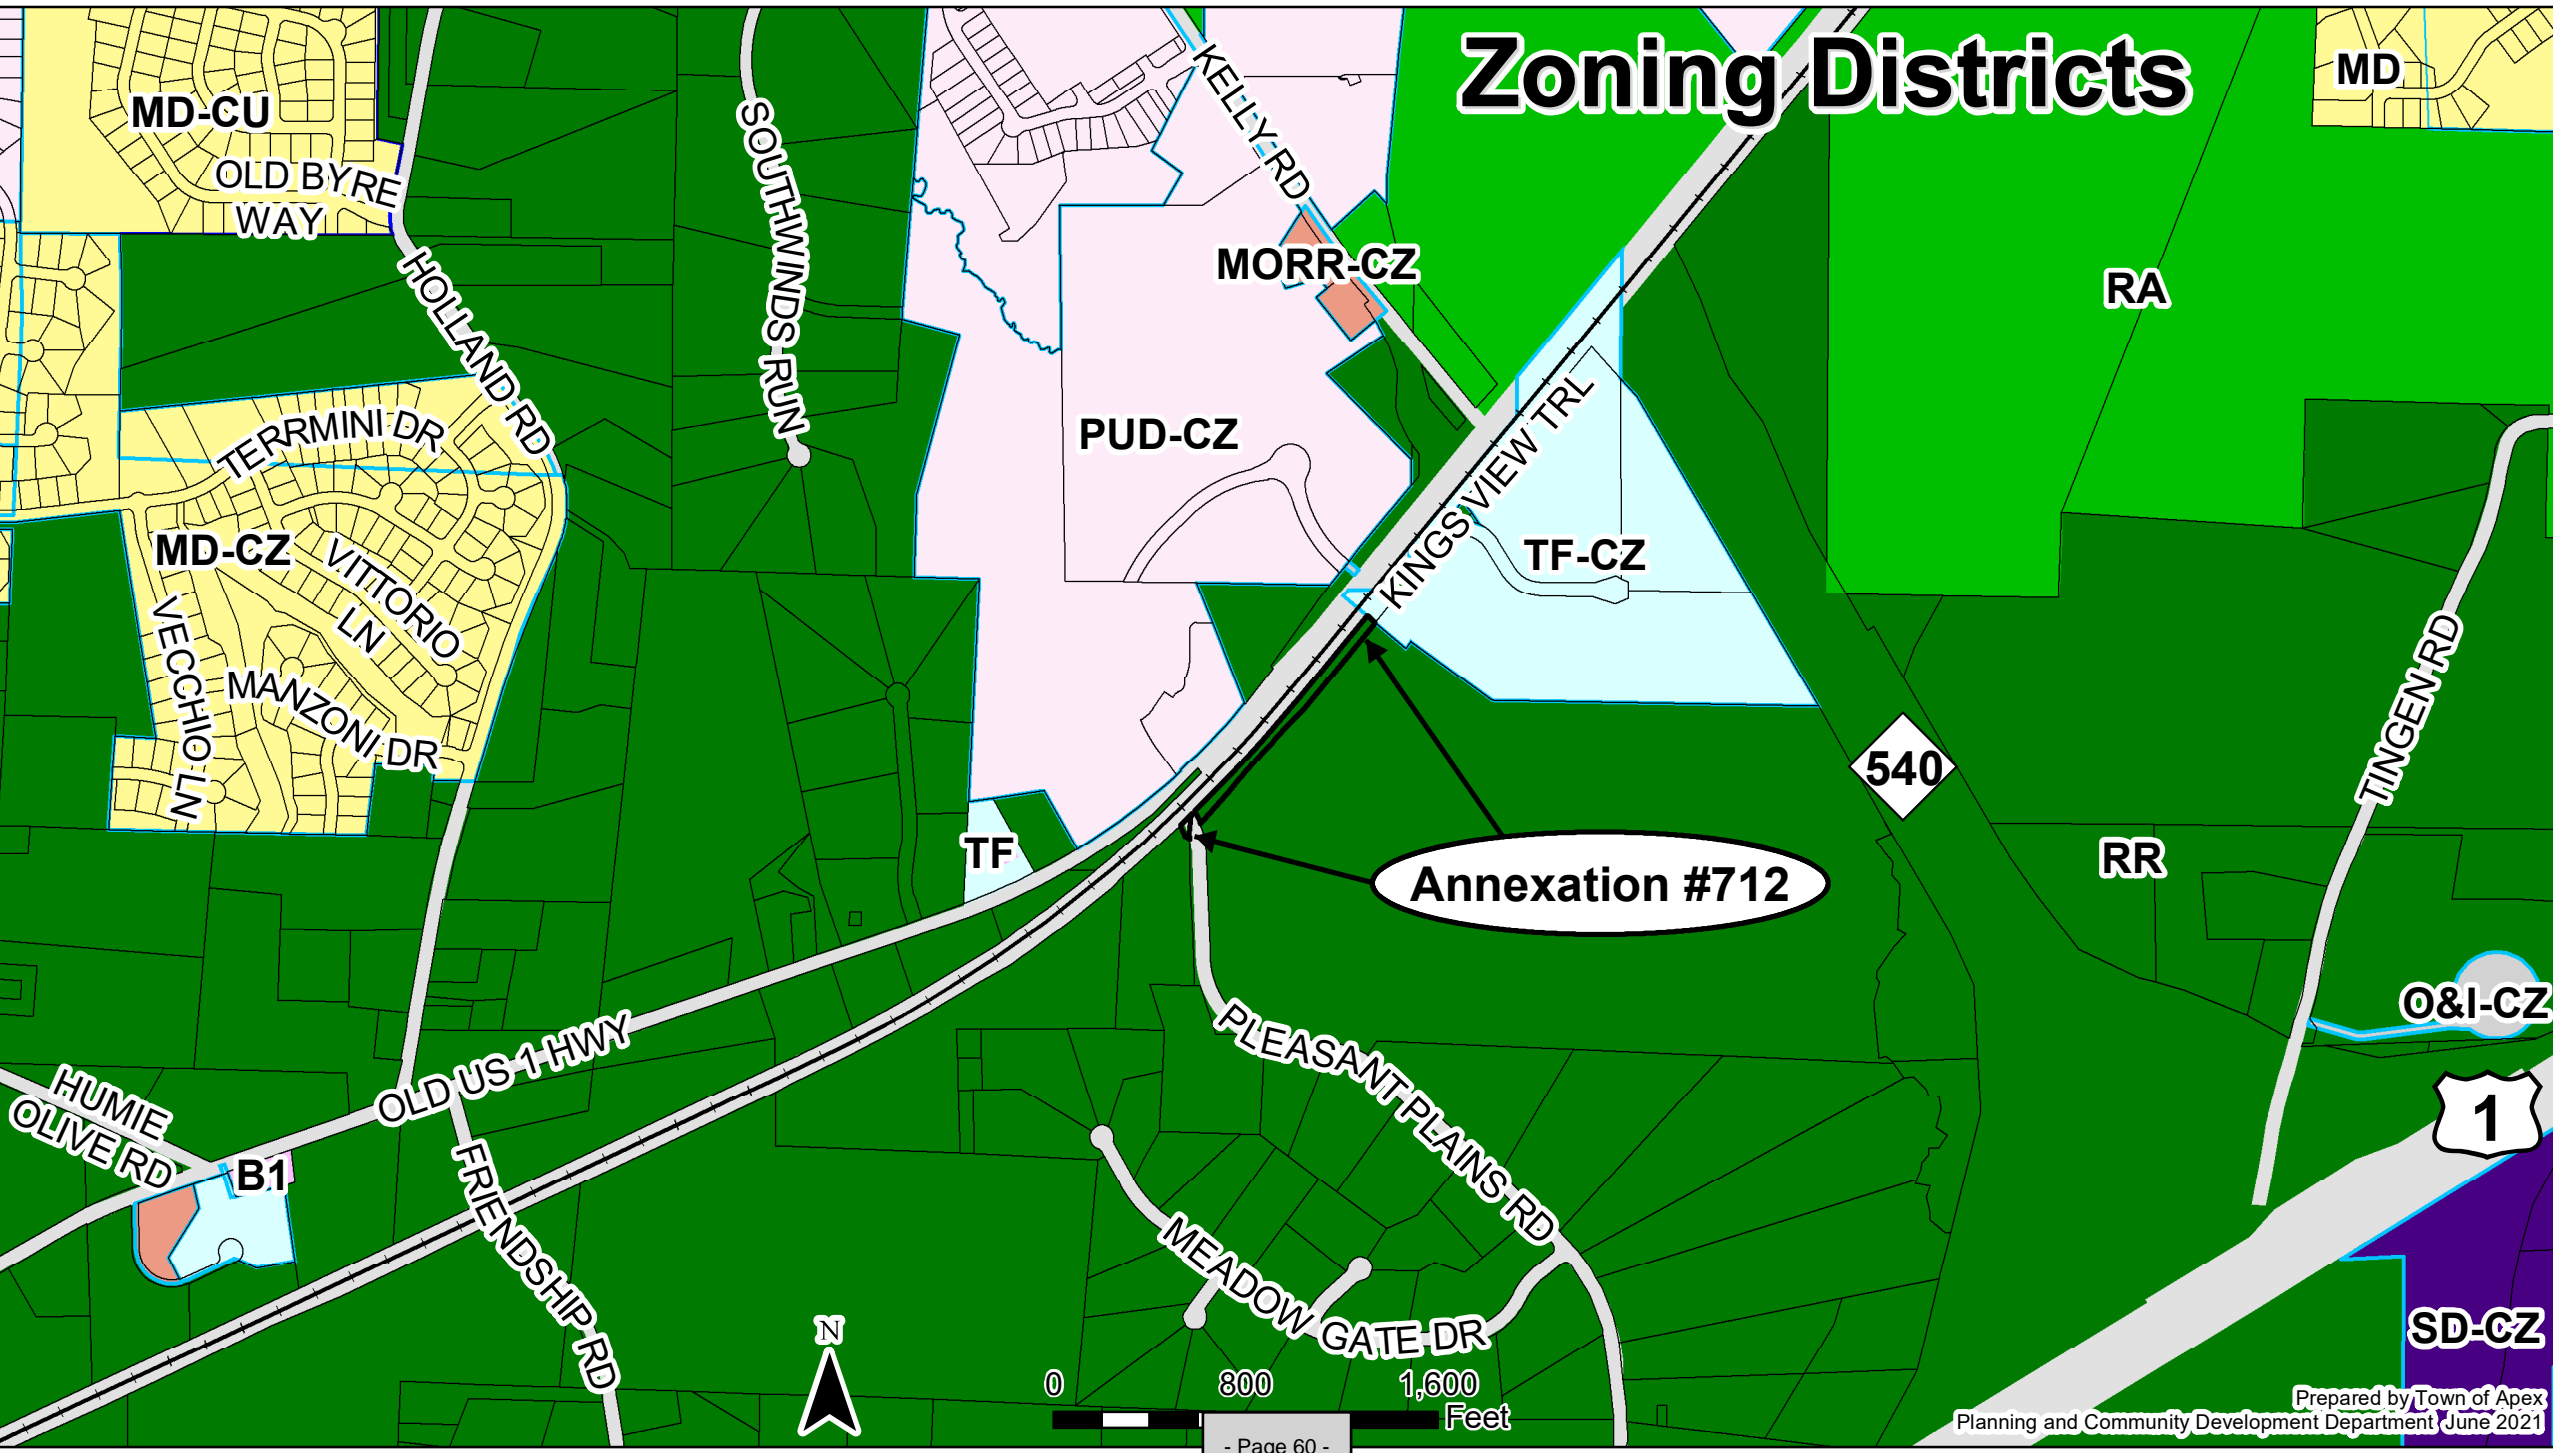 Zoning Districts
MD
MD-CU
OLD BYRE
WAY
KELLY RD
SOUTHWINDS RUN
HOLLAND RD
MORR-CZ
RA
TERRMINI DR
PUD-CZ
KINGS VIEW TRL
MD-CZ
VITTORIO
LN
TF-CZ
VECCHIO LN
MANZONI DR
TINGEN RD
540
TF
Annexation #712
RR
O&I-CZ
PLEASANT PLAINS RD
OLD US 1 HWY
HUMIE
OLIVE RD
1
B1
FRIENDSHIP RD
MEADOW GATE DR
SD-CZ
N
0 800 1,600
Feet
Prepared by Town of Apex
Planning and Community Development Department, June 2021
- Page 60 -